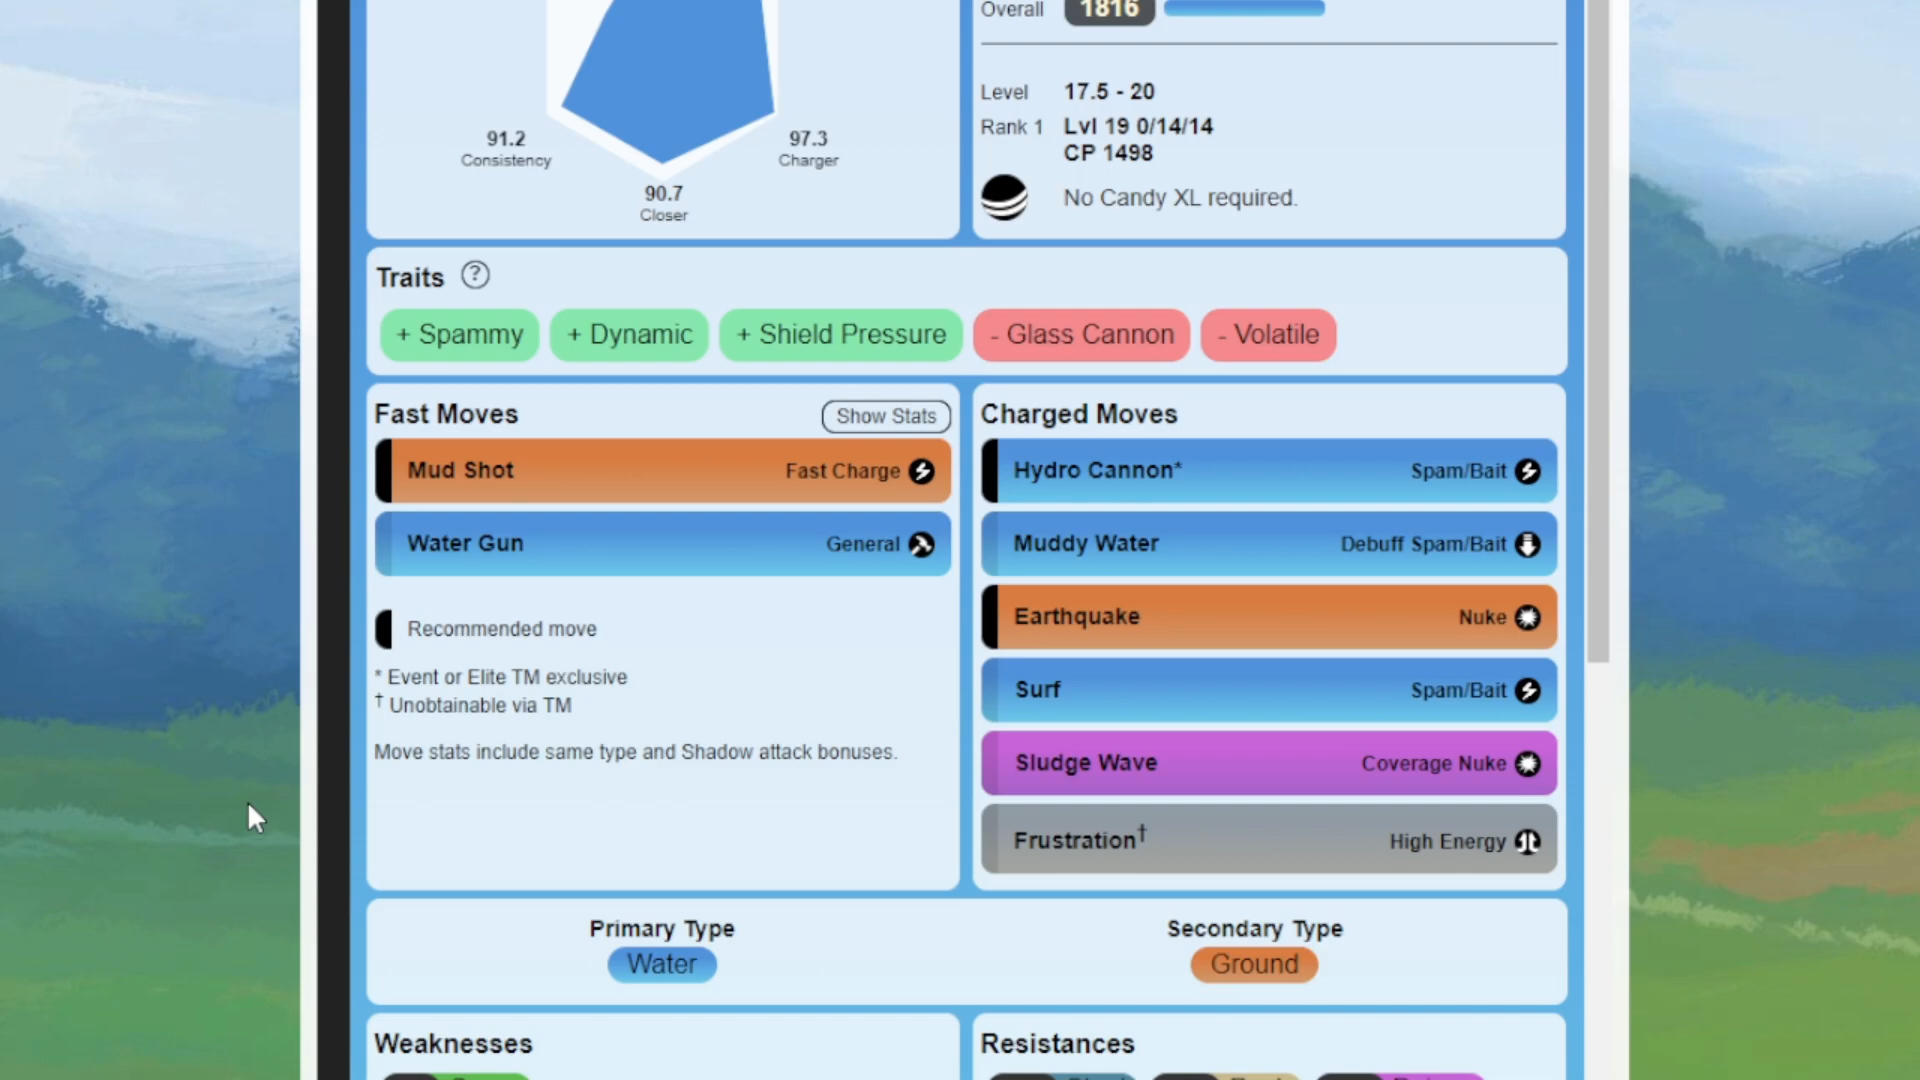 Overall 1816
Level 17.5 - 20
Rank 1 Lvl 19 0/14/14
CP 1498
No Candy XL required.
91.2
Consistency
97.3
Charger
90.7
Closer
Traits ?
+ Spammy + Dynamic + Shield Pressure - Glass Cannon - Volatile
Fast Moves Show Stats
Mud Shot Fast Charge
Water Gun General
Recommended move
* Event or Elite TM exclusive
† Unobtainable via TM
Move stats include same type and Shadow attack bonuses.
Charged Moves
Hydro Cannon* Spam/Bait
Muddy Water Debuff Spam/Bait
Earthquake Nuke
Surf Spam/Bait
Sludge Wave Coverage Nuke
Frustration† High Energy
Primary Type
Water
Secondary Type
Ground
Weaknesses
Resistances